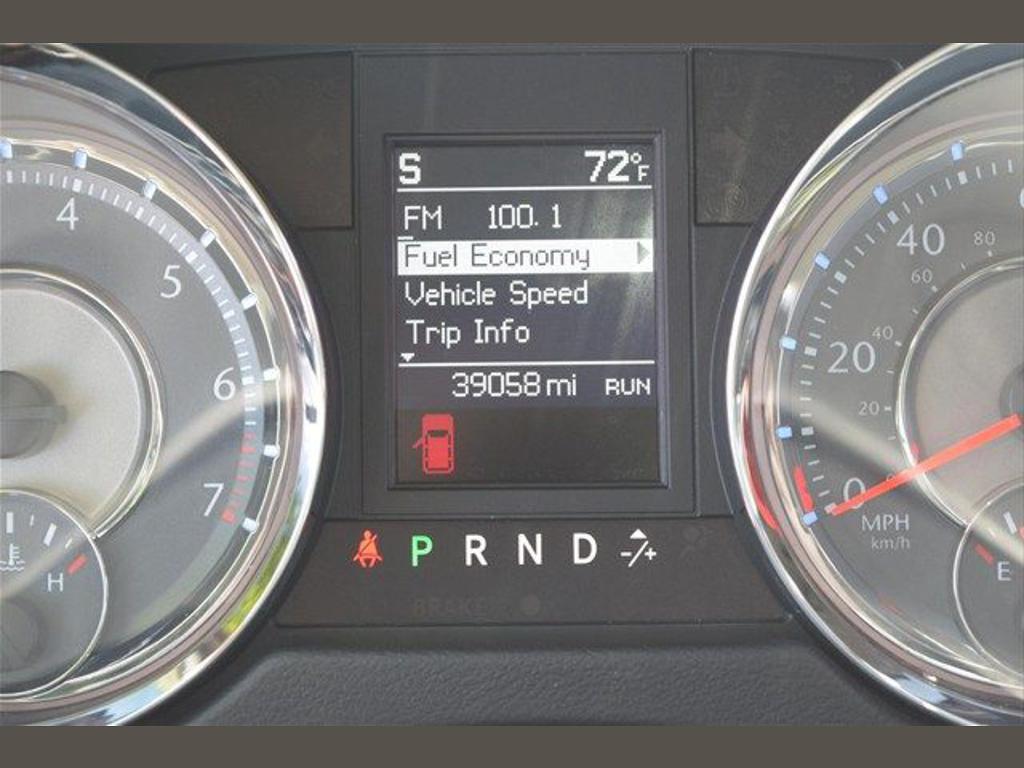 S 72°F
FM 100.1
Fuel Economy
Vehicle Speed
Trip Info
39058 mi RUN
P R N D -/+
BRAKE
4
5
6
7
H
40
20
0
80
60
40
20
MPH
km/h
E